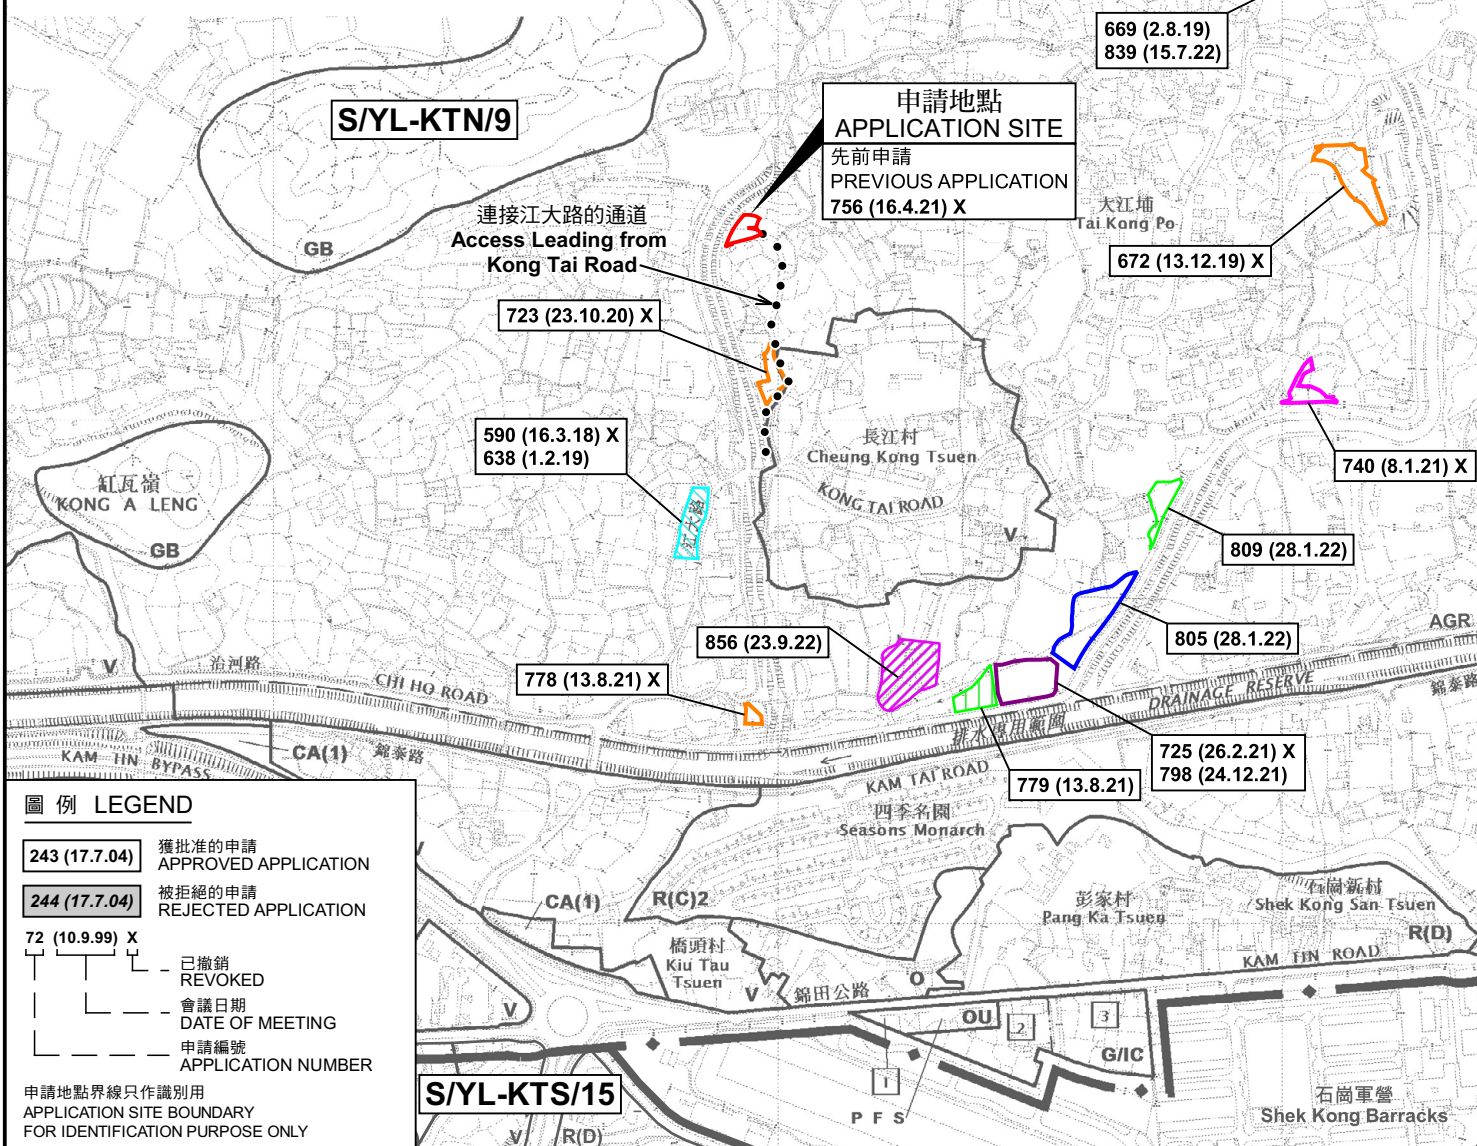 669 (2.8.19)
839 (15.7.22)
S/YL-KTN/9
申請地點
APPLICATION SITE
先前申請
PREVIOUS APPLICATION
756 (16.4.21) X
大江埔
Tai Kong Po
連接江大路的通道
Access Leading from
Kong Tai Road
GB
672 (13.12.19) X
723 (23.10.20) X
590 (16.3.18) X
638 (1.2.19)
長江村
Cheung Kong Tsuen
740 (8.1.21) X
紅瓦嶺
KONG A LENG
KONG TAI ROAD
江大路
V
GB
809 (28.1.22)
856 (23.9.22)
805 (28.1.22)
AGR
V
治河路
CHI HO ROAD
778 (13.8.21) X
DRAINAGE RESERVE
排水專用範圍
錦泰路
CA(1)
錦泰路
KAM TIN BYPASS
725 (26.2.21) X
798 (24.12.21)
KAM TAI ROAD
779 (13.8.21)
四季名園
Seasons Monarch
圖 例 LEGEND
243 (17.7.04)
獲批准的申請
APPROVED APPLICATION
244 (17.7.04)
被拒絕的申請
REJECTED APPLICATION
72 (10.9.99) X
已撤銷
REVOKED
會議日期
DATE OF MEETING
申請編號
APPLICATION NUMBER
申請地點界線只作識別用
APPLICATION SITE BOUNDARY
FOR IDENTIFICATION PURPOSE ONLY
V
CA(1)
R(C)2
彭家村
Pang Ka Tsuen
石崗新村
Shek Kong San Tsuen
R(D)
橋頭村
Kiu Tau
Tsuen
KAM TIN ROAD
V
錦田公路
O
V
OU
2
3
G/IC
1
S/YL-KTS/15
P F S
石崗軍營
Shek Kong Barracks
V
R(D)